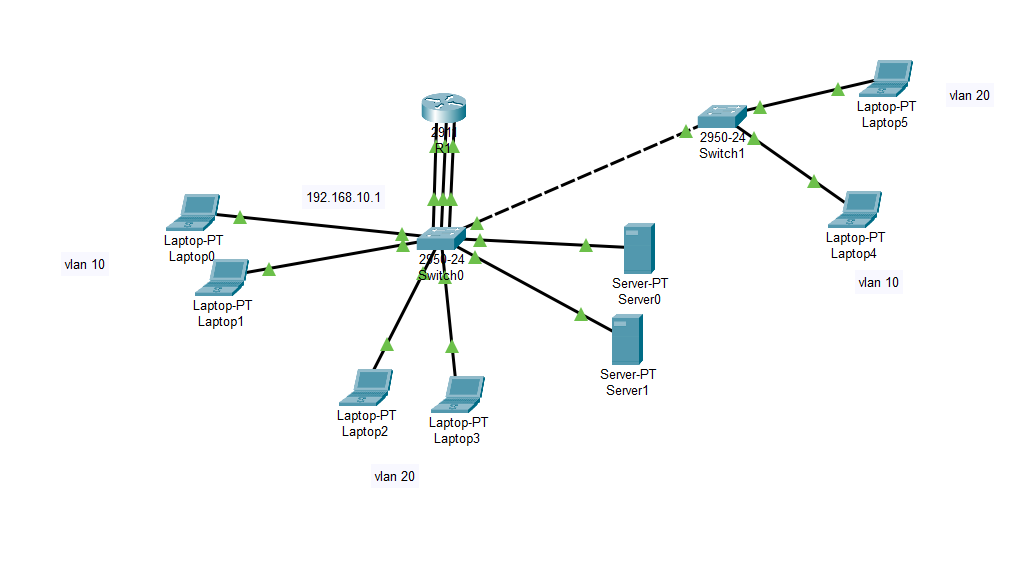 Laptop-PT
Laptop5
vlan 20
2911
R1
2950-24
Switch1
192.168.10.1
Laptop-PT
Laptop0
Laptop-PT
Laptop4
vlan 10
vlan 10
2950-24
Switch0
Laptop-PT
Laptop1
Server-PT
Server0
Server-PT
Server1
Laptop-PT
Laptop2
Laptop-PT
Laptop3
vlan 20